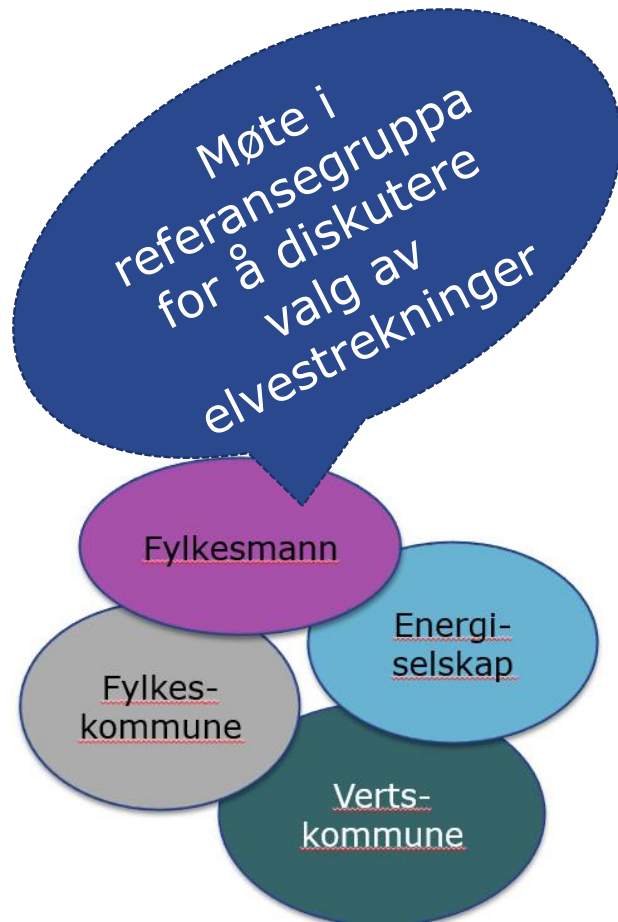 Møte i
referansegruppa
for å diskutere
valg av
elvestrekninger
Fylkesmann
Energi-
selskap
Fylkes-
kommune
Verts-
kommune